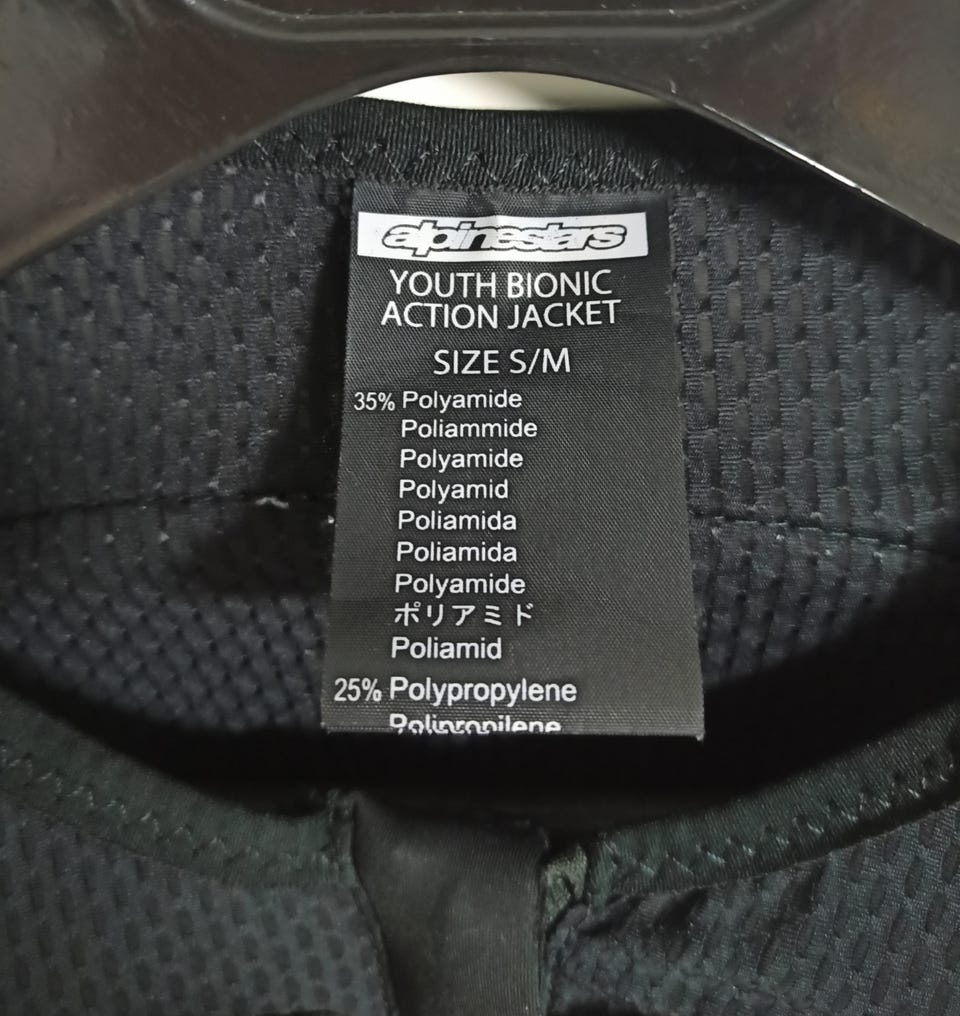 alpinestars
YOUTH BIONIC
ACTION JACKET
SIZE S/M
35% Polyamide
Poliammide
Polyamide
Polyamid
Poliamida
Poliamida
Polyamide
ポリアミド
Poliamid
25% Polypropylene
Polipropilene